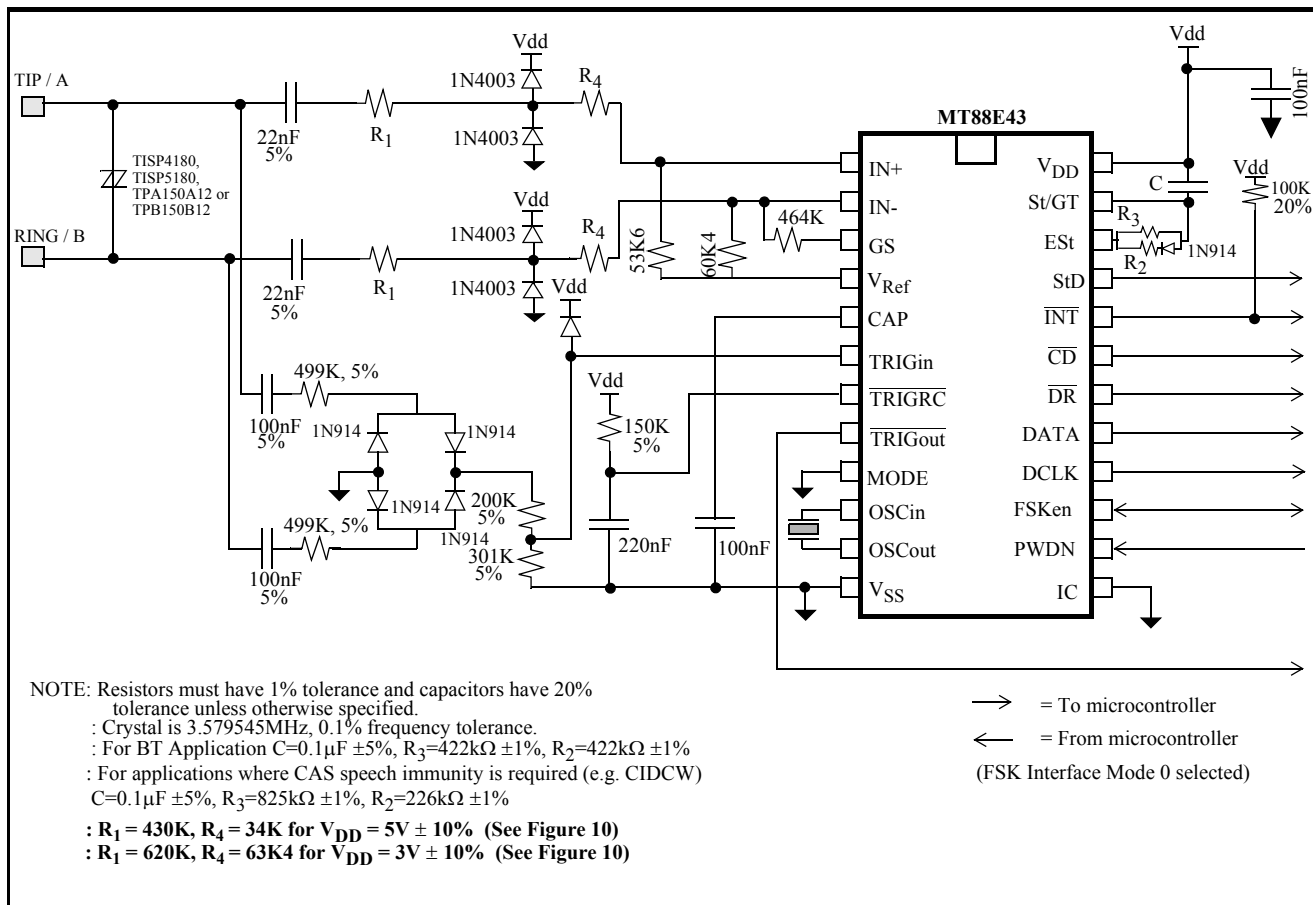 TIP / A
22nF
5%
R1
Vdd
1N4003
1N4003
R4
TISP4180,
TISP5180,
TPA150A12 or
TPB150B12
RING / B
22nF
5%
R1
Vdd
1N4003
1N4003
R4
53K6
60K4
464K
Vdd
499K, 5%
100nF
5%
1N914
1N914
1N914
1N914
499K, 5%
100nF
5%
200K
5%
301K
5%
Vdd
150K
5%
220nF
100nF
MT88E43
IN+
IN-
GS
VRef
CAP
TRIGin
TRIGRC
TRIGout
MODE
OSCin
OSCout
VSS
VDD
St/GT
ESt
StD
INT
CD
DR
DATA
DCLK
FSKen
PWDN
IC
Vdd
100nF
C
R3
R2
1N914
Vdd
100K
20%
NOTE: Resistors must have 1% tolerance and capacitors have 20%
tolerance unless otherwise specified.
: Crystal is 3.579545MHz, 0.1% frequency tolerance.
: For BT Application C=0.1µF ±5%, R3=422kΩ ±1%, R2=422kΩ ±1%
: For applications where CAS speech immunity is required (e.g. CIDCW)
C=0.1µF ±5%, R3=825kΩ ±1%, R2=226kΩ ±1%
: R1 = 430K, R4 = 34K for VDD = 5V ± 10% (See Figure 10)
: R1 = 620K, R4 = 63K4 for VDD = 3V ± 10% (See Figure 10)
= To microcontroller
= From microcontroller
(FSK Interface Mode 0 selected)